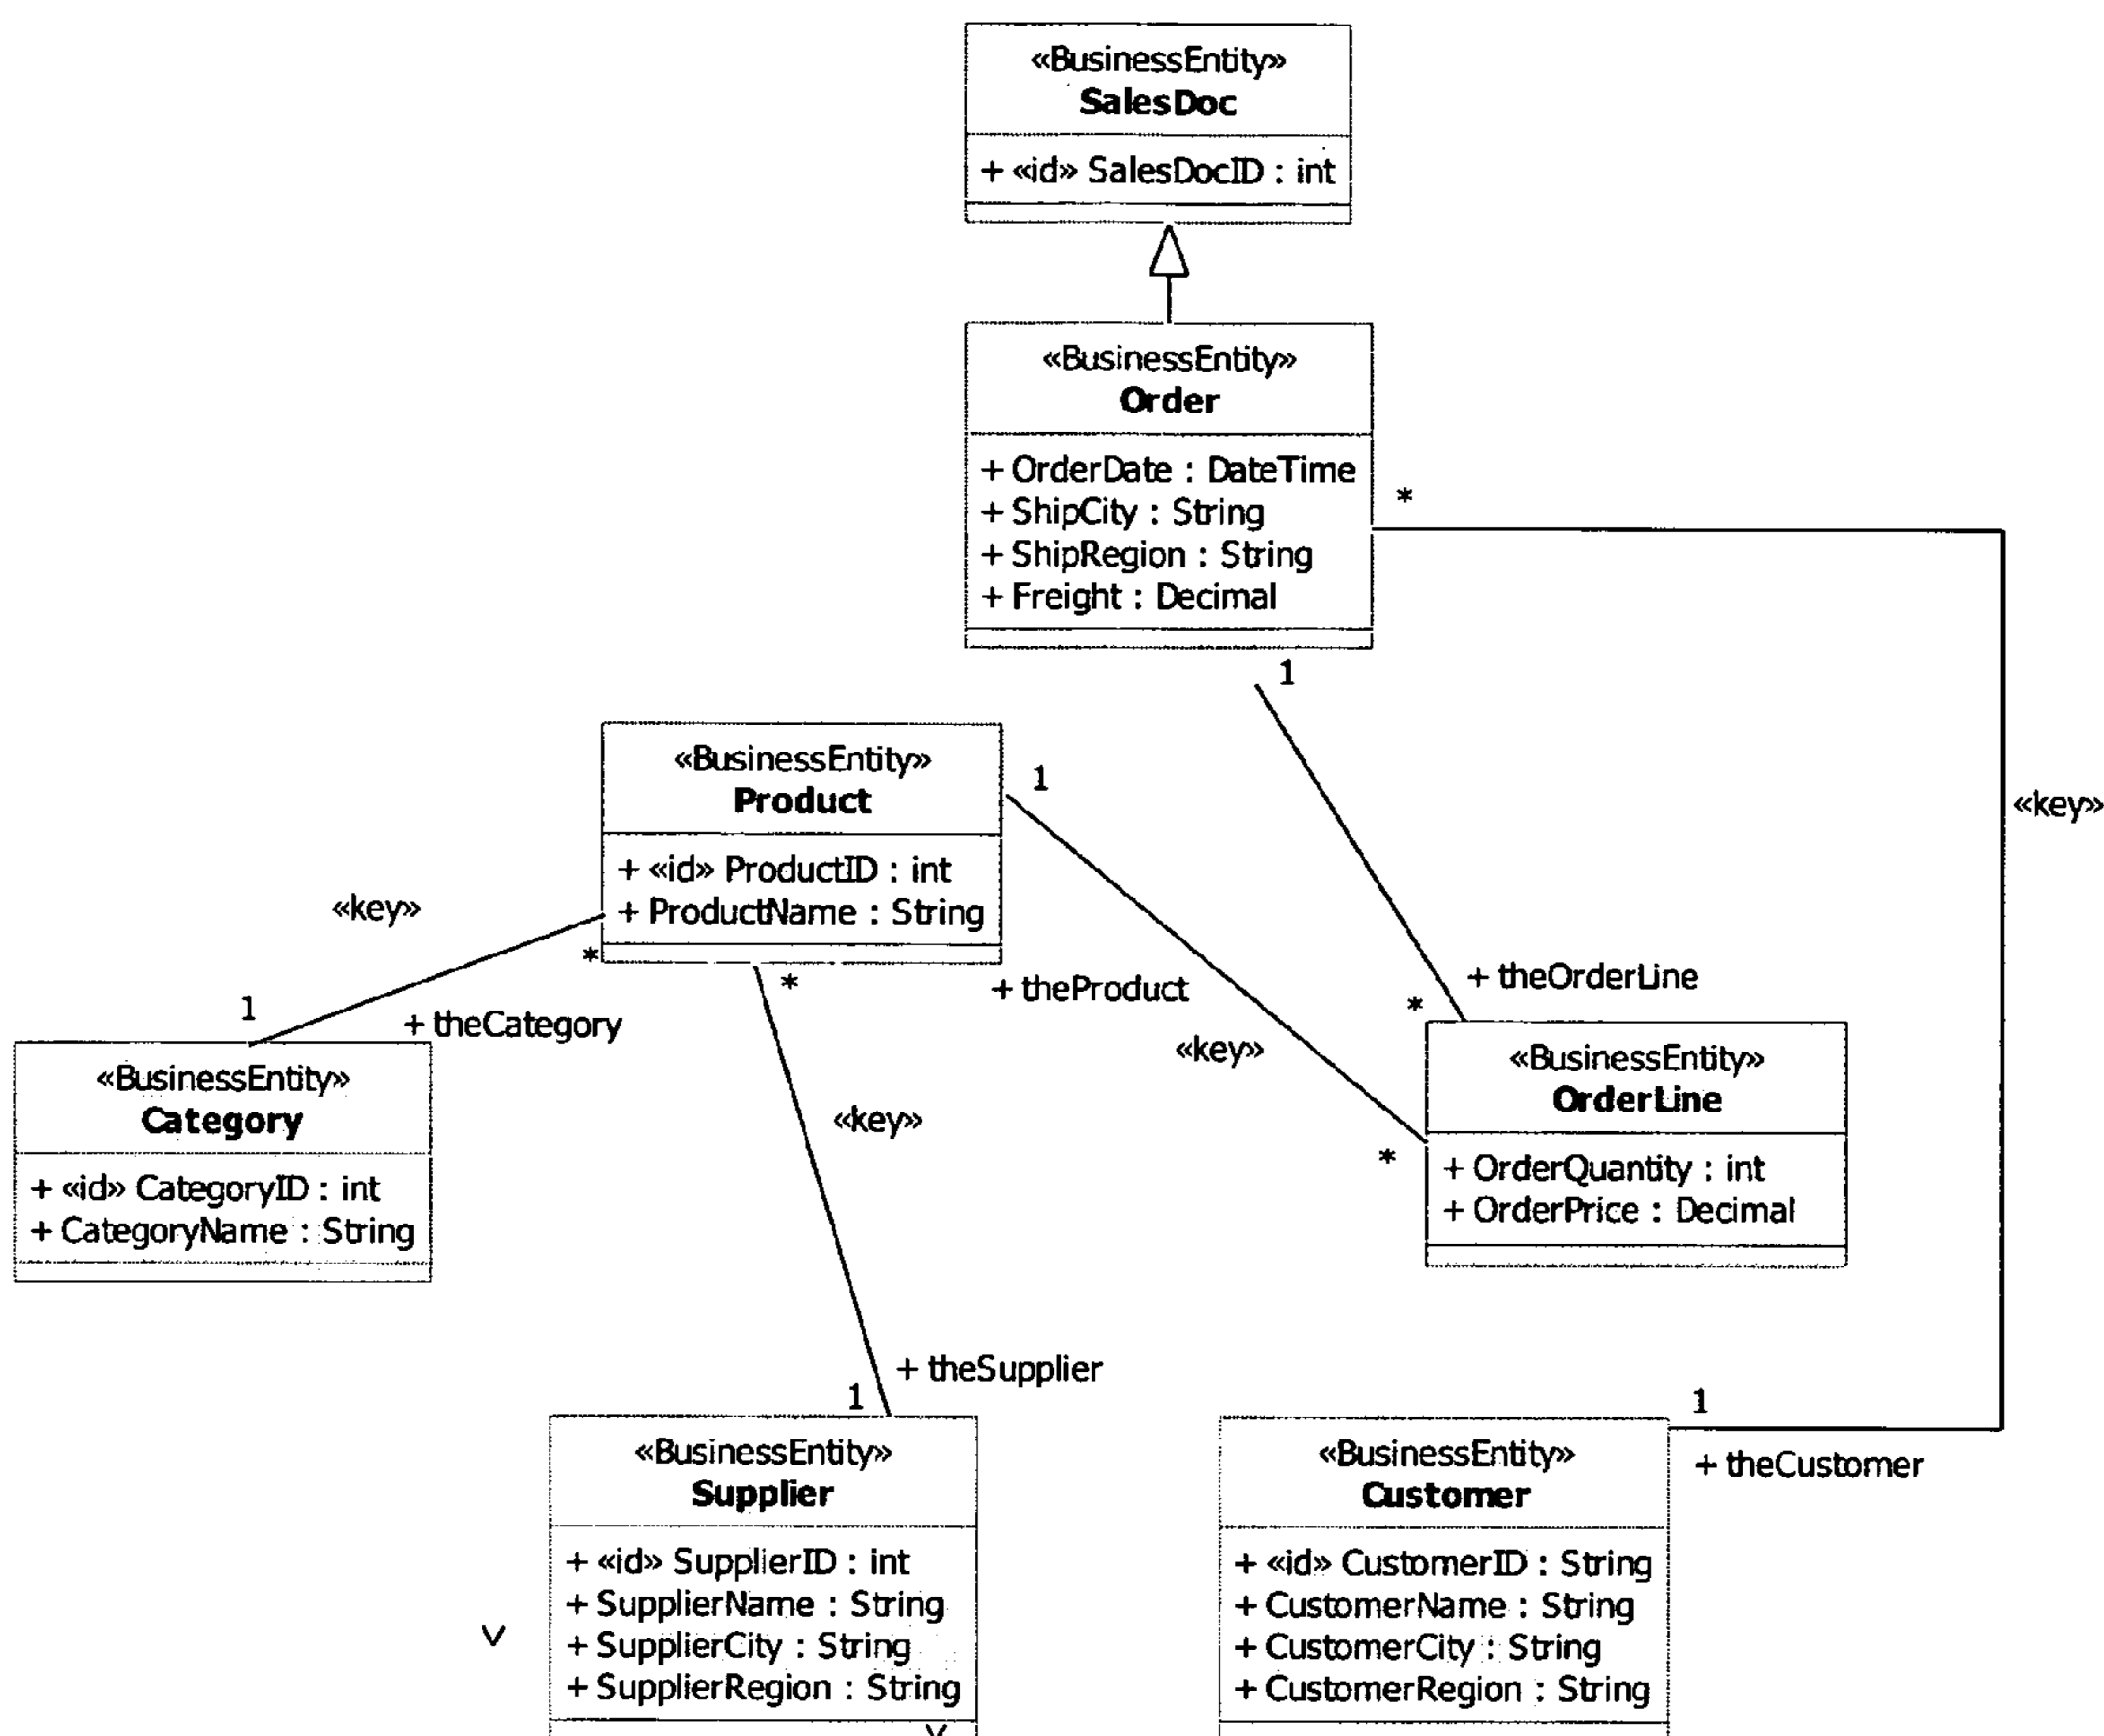 «BusinessEntity»
SalesDoc
+ «id» SalesDocID : int
«BusinessEntity»
Order
+ OrderDate : DateTime
+ ShipCity : String
+ ShipRegion : String
+ Freight : Decimal
*
1
«key»
«BusinessEntity»
Product
+ «id» ProductID : int
+ ProductName : String
1
«key»
*
*
1
+ theCategory
+ theProduct
«key»
+ theOrderLine
*
«BusinessEntity»
Category
+ «id» CategoryID : int
+ CategoryName : String
«key»
*
«BusinessEntity»
OrderLine
+ OrderQuantity : int
+ OrderPrice : Decimal
+ theSupplier
1
«BusinessEntity»
Supplier
+ «id» SupplierID : int
+ SupplierName : String
+ SupplierCity : String
+ SupplierRegion : String
1
+ theCustomer
«BusinessEntity»
Customer
+ «id» CustomerID : String
+ CustomerName : String
+ CustomerCity : String
+ CustomerRegion : String